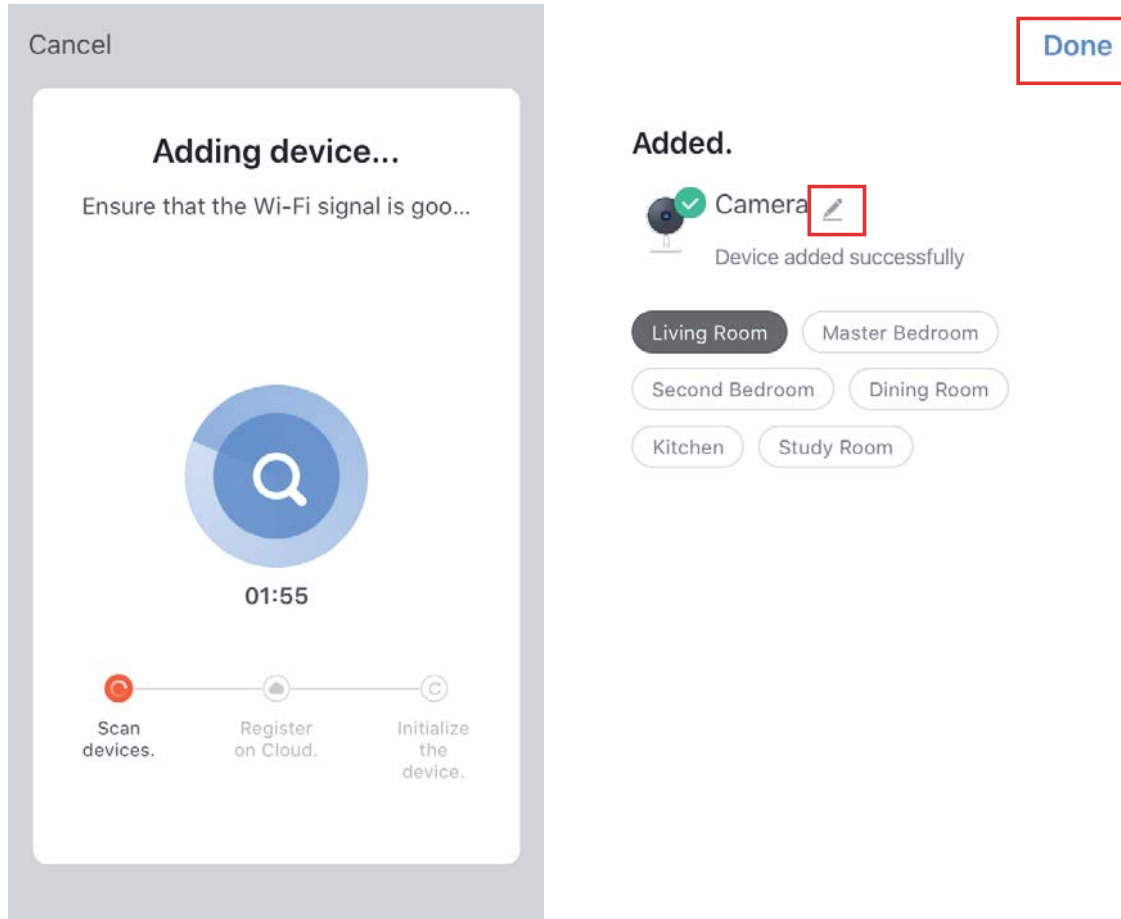 Cancel
Adding device...
Ensure that the Wi-Fi signal is goo...
01:55
Scan
devices.
Register
on Cloud.
Initialize
the
device.
Done
Added.
Camera
Device added successfully
Living Room
Master Bedroom
Second Bedroom
Dining Room
Kitchen
Study Room